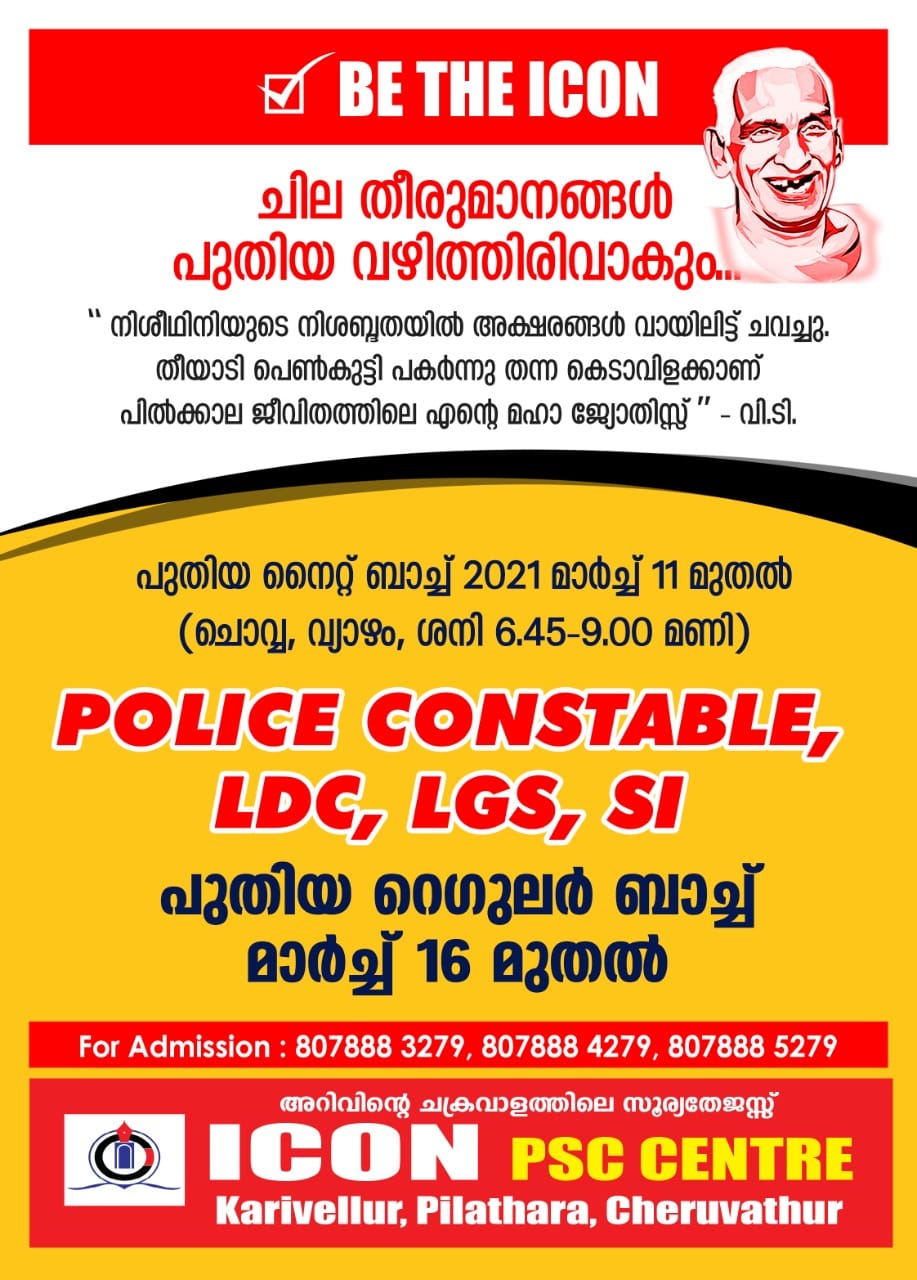 BE THE ICON
ചില തീരുമാനങ്ങൾ
പുതിയ വഴിത്തിരിവാകും...
“ നിശീഥിനിയുടെ നിശബ്ദതയിൽ അക്ഷരങ്ങൾ വായിലിട്ട് ചവച്ചു.
തീയാടി പെൺകുട്ടി പകർന്നു തന്ന കെടാവിളക്കാണ്
പിൽക്കാല ജീവിതത്തിലെ എന്റെ മഹാ ജ്യോതിസ്സ് ” - വി.ടി.
പുതിയ നൈറ്റ് ബാച്ച് 2021 മാർച്ച് 11 മുതൽ
(ചൊവ്വ, വ്യാഴം, ശനി 6.45-9.00 മണി)
POLICE CONSTABLE,
LDC, LGS, SI
പുതിയ റെഗുലർ ബാച്ച്
മാർച്ച് 16 മുതൽ
For Admission : 807888 3279, 807888 4279, 807888 5279
അറിവിന്റെ ചക്രവാളത്തിലെ സൂര്യതേജസ്സ്
ICON PSC CENTRE
Karivellur, Pilathara, Cheruvathur